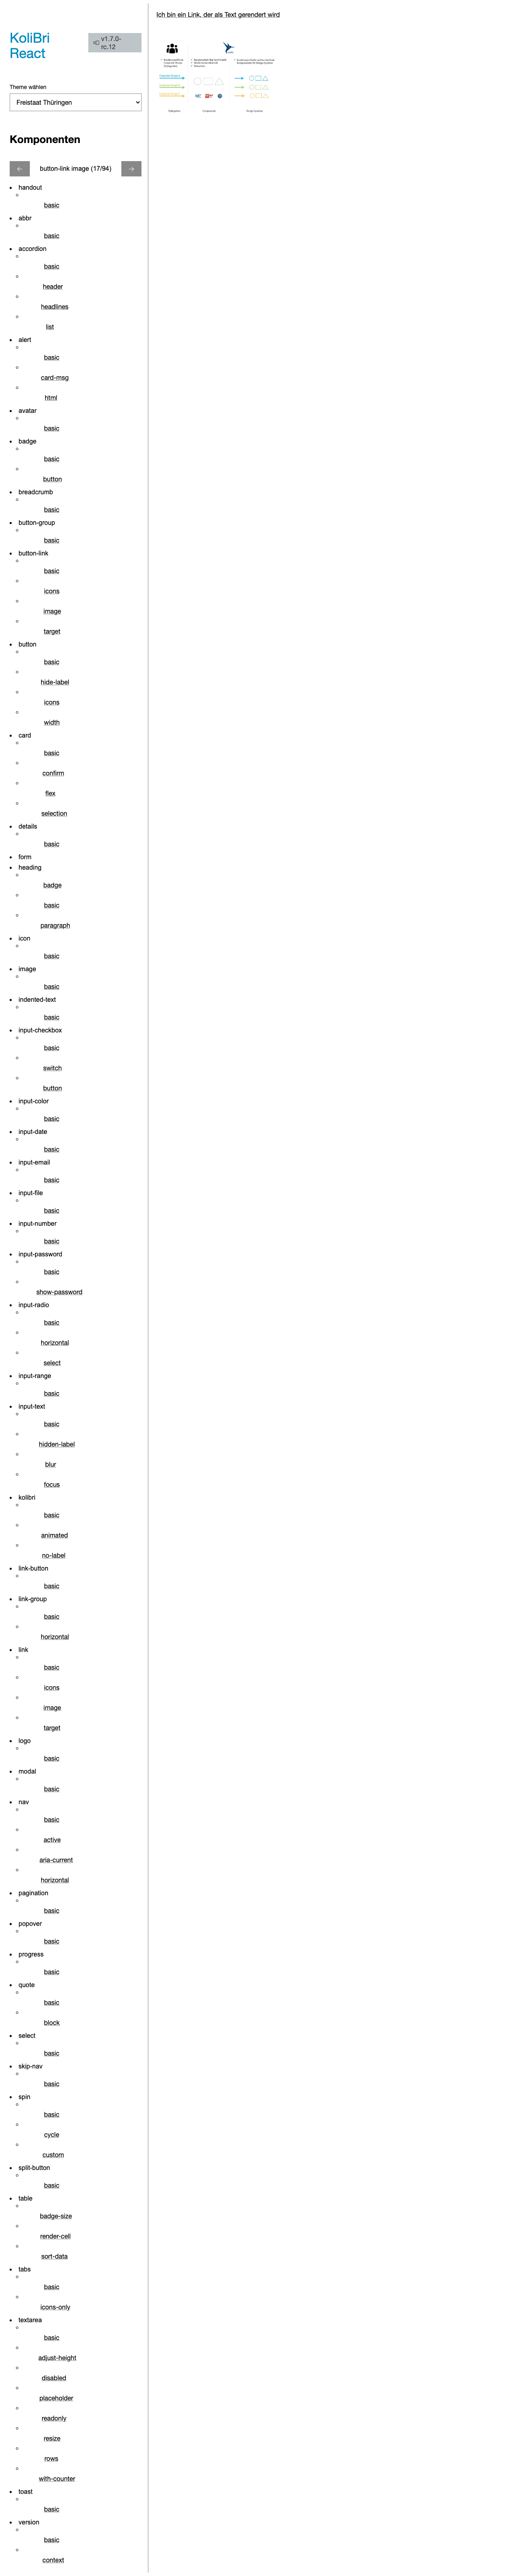 KoliBri
React
v1.7.0-
rc.12
Theme wählen
Freistaat Thüringen
Komponenten
button-link image (17/94)
handout
basic
abbr
basic
accordion
basic
header
headlines
list
alert
basic
card-msg
html
avatar
basic
badge
basic
button
breadcrumb
basic
button-group
basic
button-link
basic
icons
image
target
button
basic
hide-label
icons
width
card
basic
confirm
flex
selection
details
basic
form
heading
badge
basic
paragraph
icon
basic
image
basic
indented-text
basic
input-checkbox
basic
switch
button
input-color
basic
input-date
basic
input-email
basic
input-file
basic
input-number
basic
input-password
basic
show-password
input-radio
basic
horizontal
select
input-range
basic
input-text
basic
hidden-label
blur
focus
kolibri
basic
animated
no-label
link-button
basic
link-group
basic
horizontal
link
basic
icons
image
target
logo
basic
modal
basic
nav
basic
active
aria-current
horizontal
pagination
basic
popover
basic
progress
basic
quote
basic
block
select
basic
skip-nav
basic
spin
basic
cycle
custom
split-button
basic
table
badge-size
render-cell
sort-data
tabs
basic
icons-only
textarea
basic
adjust-height
disabled
placeholder
readonly
resize
rows
with-counter
toast
basic
version
basic
context
Ich bin ein Link, der als Text gerendert wird